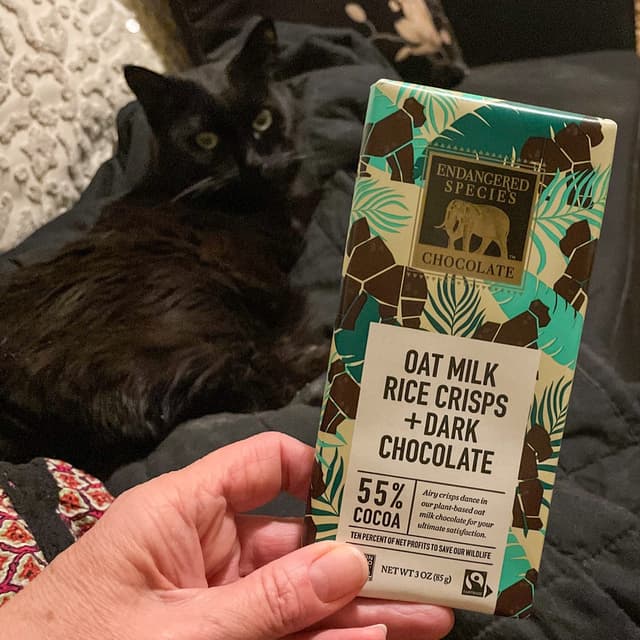 ENDANGERED
SPECIES
CHOCOLATE
OAT MILK
RICE CRISPS
+ DARK
CHOCOLATE
55%
COCOA
Airy crisps dance in
our plant-based oat
milk chocolate for your
ultimate satisfaction.
TEN PERCENT OF NET PROFITS TO SAVE OUR WILDLIFE
NET WT 3 OZ (85 g)